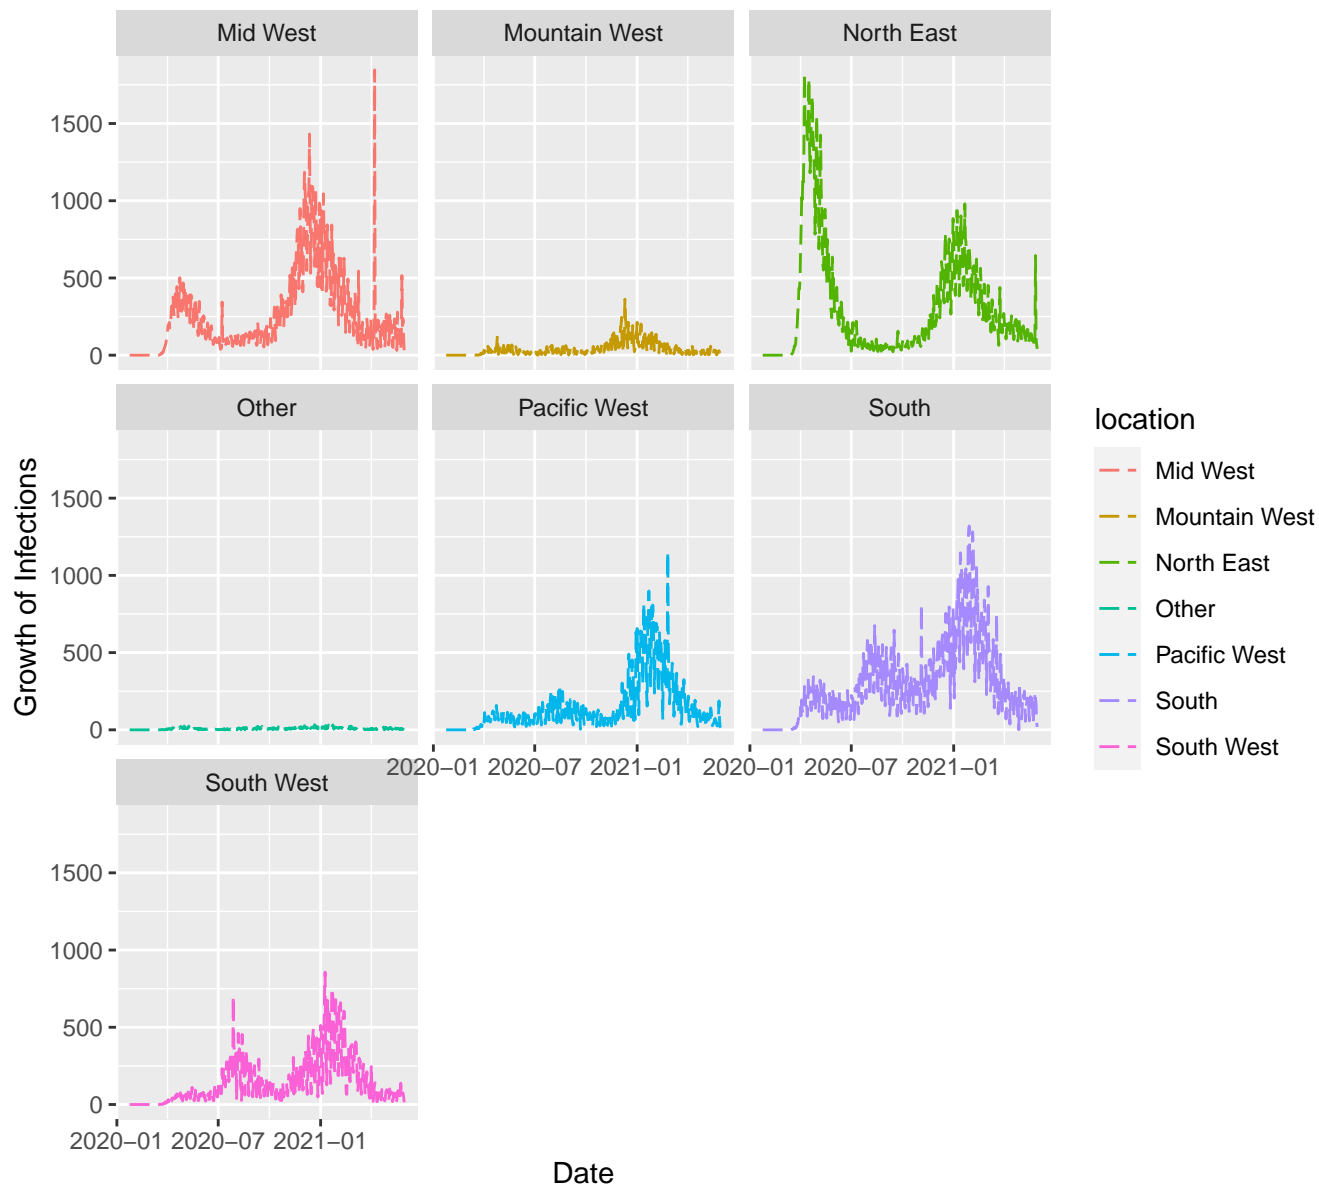 Mid West
Mountain West
North East
1500
1000
500
0
Other
Pacific West
South
1500
1000
500
0
2020−01 2020−07 2021−01
2020−01 2020−07 2021−01
South West
1500
1000
500
0
2020−01 2020−07 2021−01
Date
Growth of Infections
location
Mid West
Mountain West
North East
Other
Pacific West
South
South West